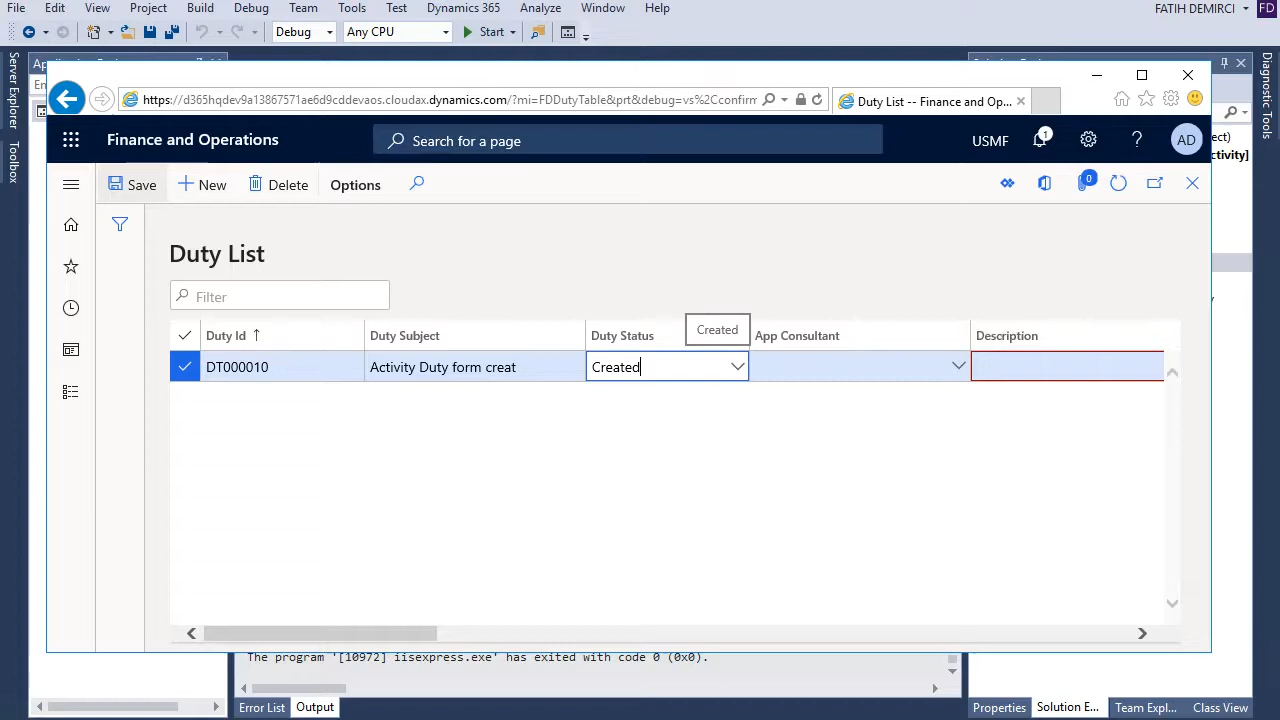 File Edit View Project Build Debug Team Tools Dynamics 365 Analyze Window Help FATIH DEMIRCI FD
Debug Any CPU Start
Server Explorer
Toolbox
Diagnostic Tools
https://d365hqdev9a13867571ae6d9cddevaos.cloudax.dynamics.com/?mi=FDDutyTable&prt&debug=vs%2Cconfirm
Duty List -- Finance and Op...
Finance and Operations Search for a page USMF 1 ? AD
ctivity]
Save New Delete Options 0
Duty List
Filter
Created
Duty Id Duty Subject Duty Status App Consultant Description
DT000010 Activity Duty form creat Created
The program '[10972] iisexpress.exe' has exited with code 0 (0x0).
Error List Output Properties Solution E... Team Expl... Class View